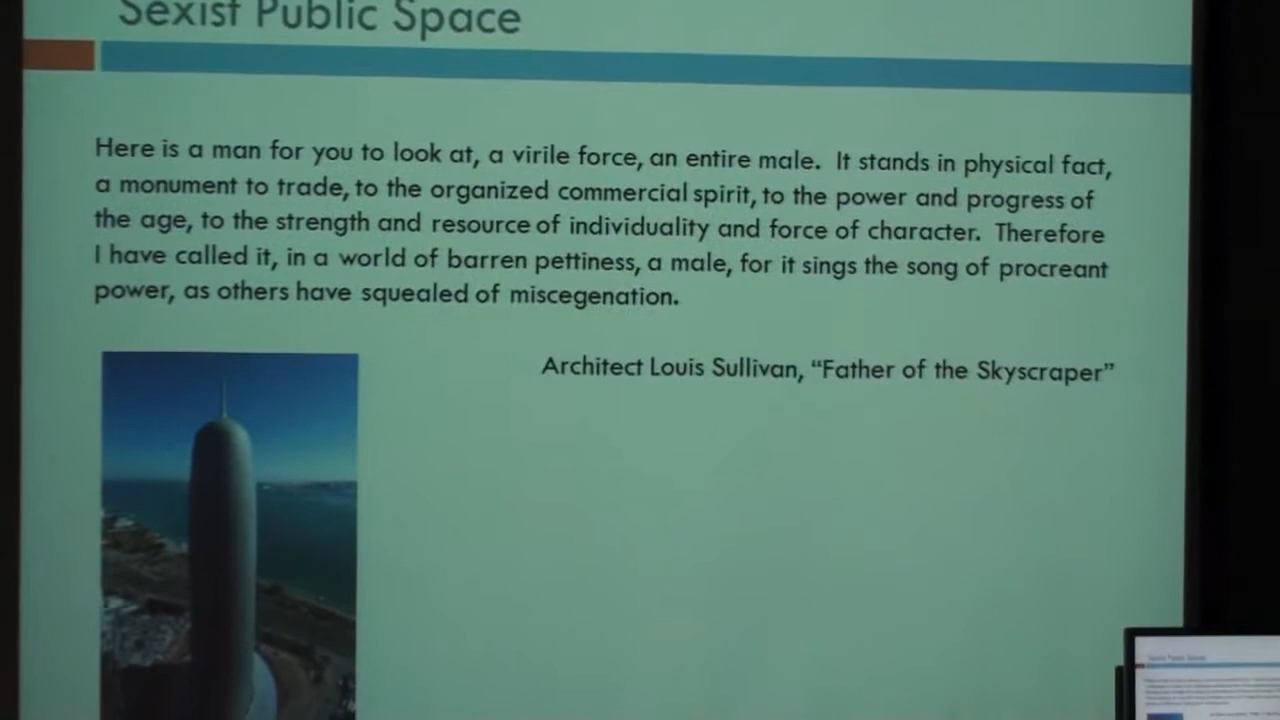 Sexist Public Space
Here is a man for you to look at, a virile force, an entire male. It stands in physical fact,
a monument to trade, to the organized commercial spirit, to the power and progress of
the age, to the strength and resource of individuality and force of character. Therefore
I have called it, in a world of barren pettiness, a male, for it sings the song of procreant
power, as others have squealed of miscegenation.
Architect Louis Sullivan, “Father of the Skyscraper”
Sexist Public Space